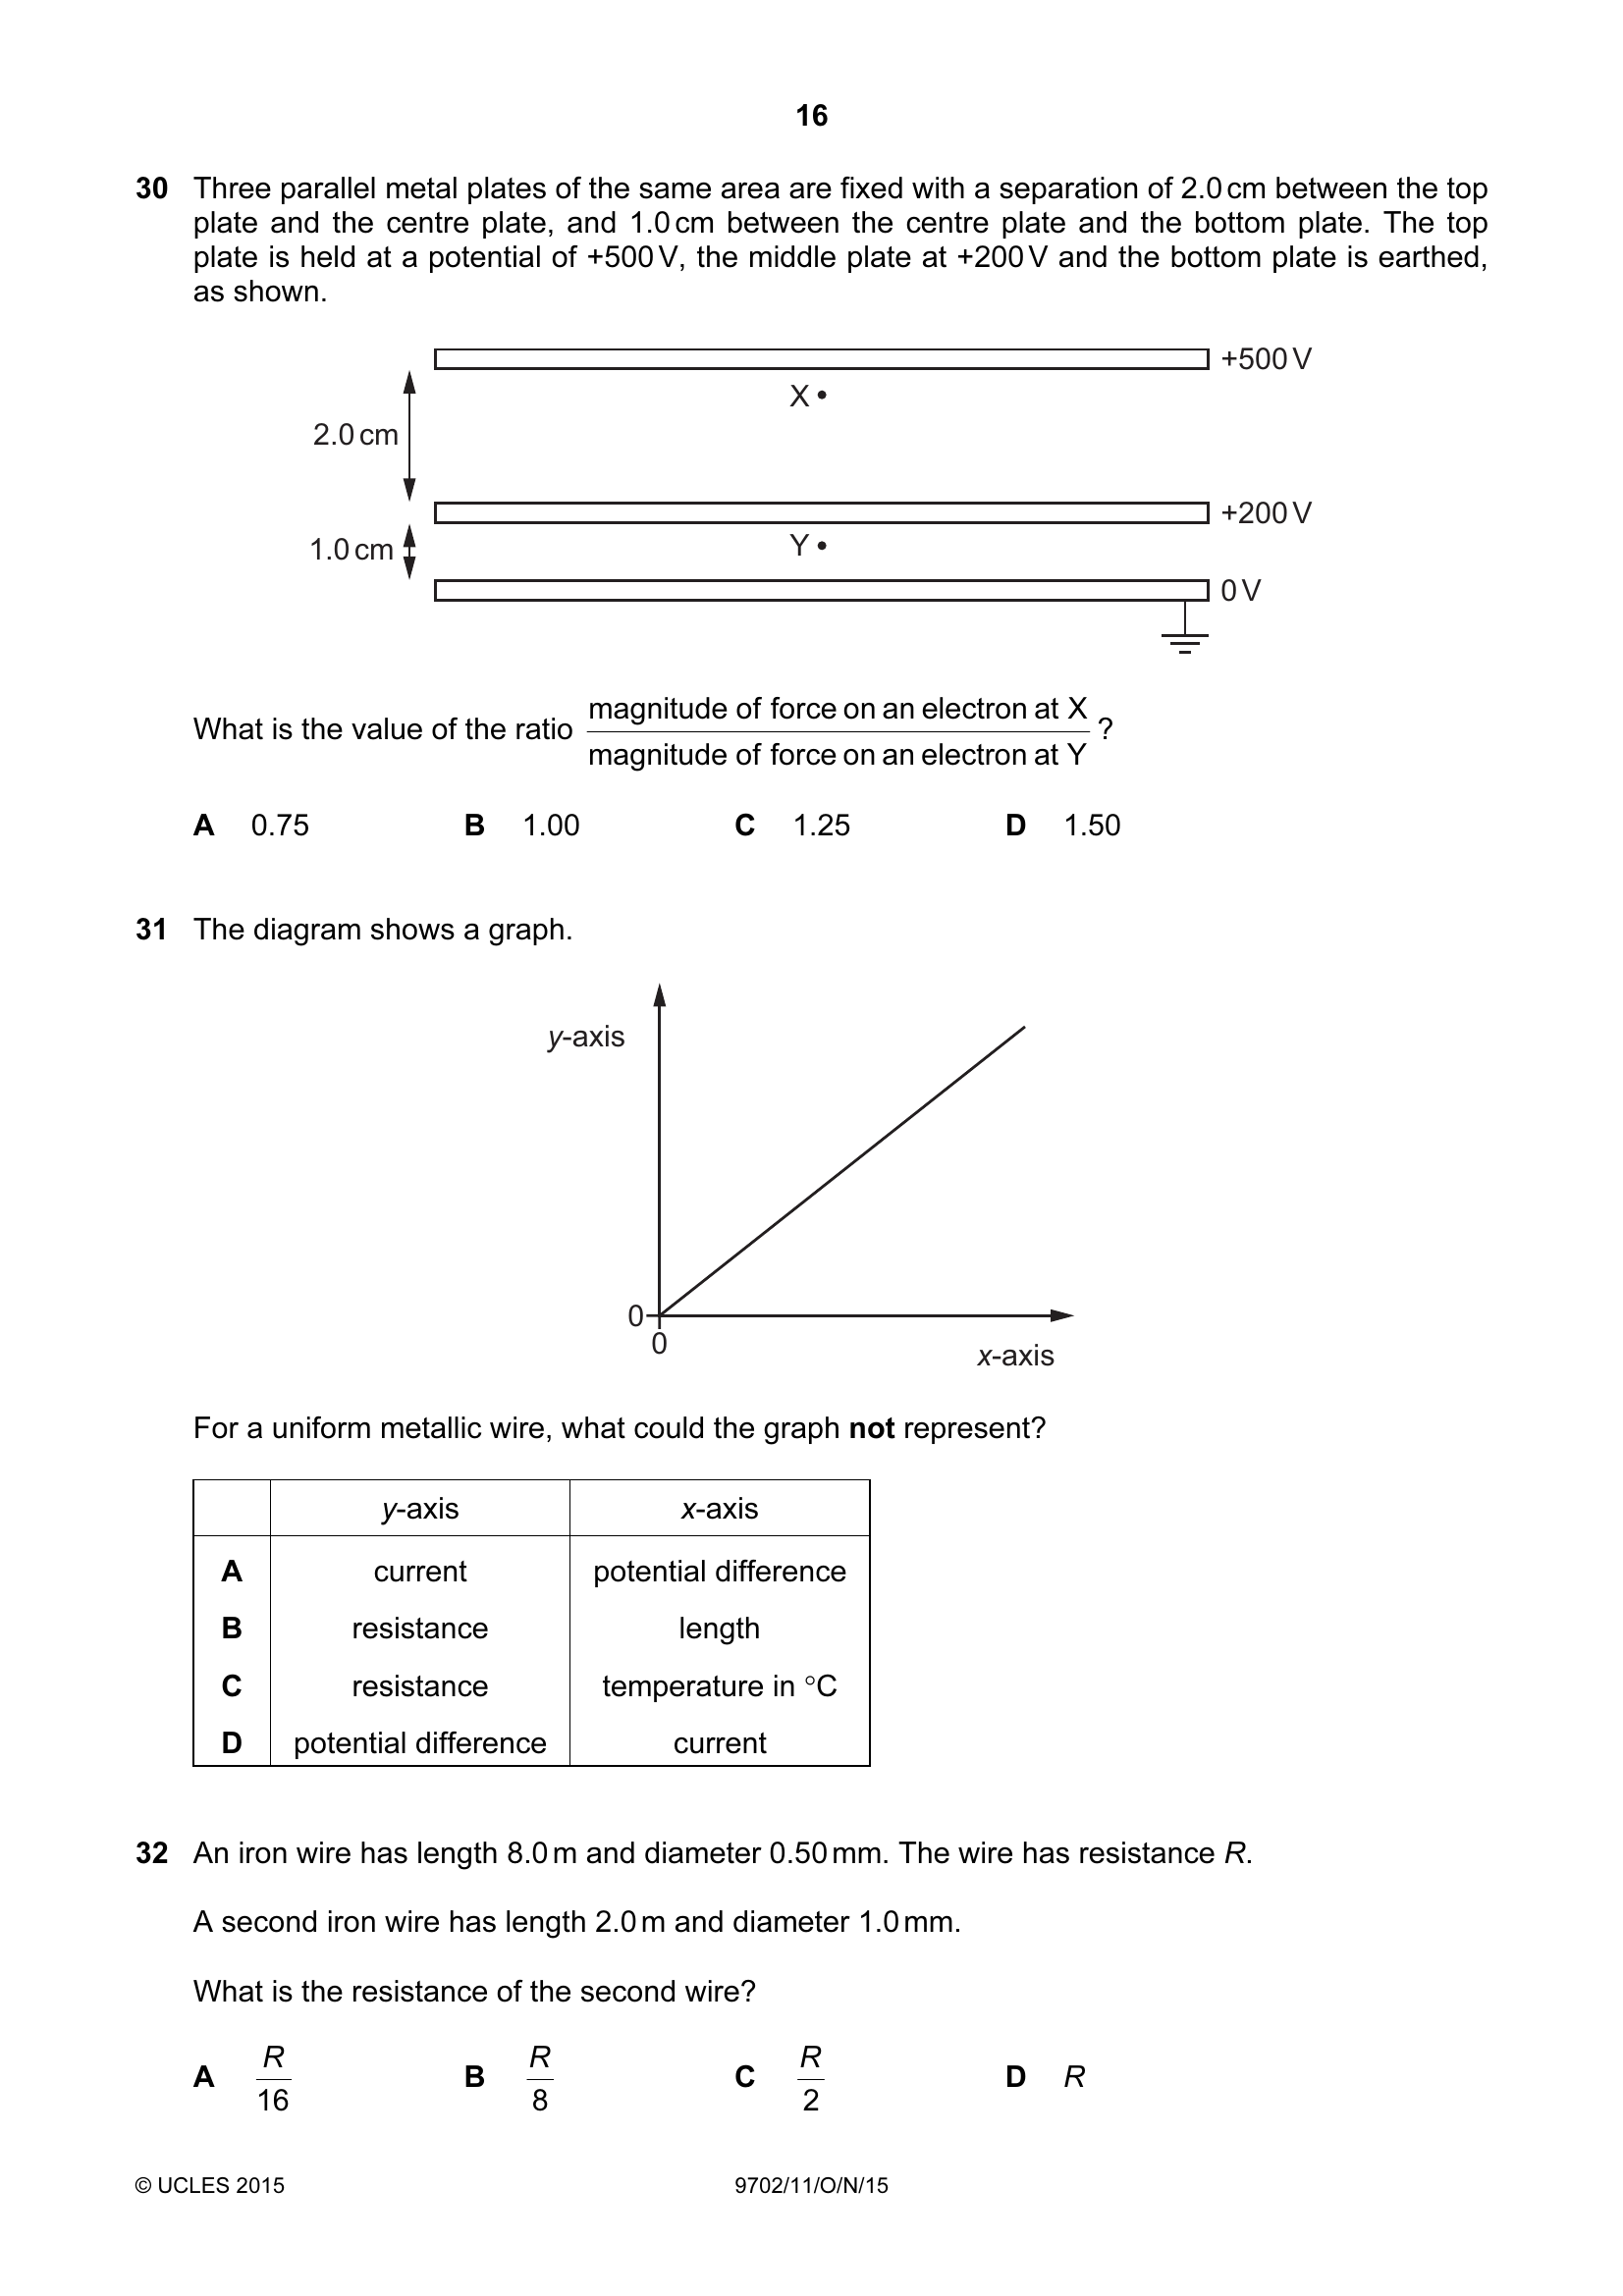 16
30 Three parallel metal plates of the same area are fixed with a separation of 2.0 cm between the top
plate and the centre plate, and 1.0 cm between the centre plate and the bottom plate. The top
plate is held at a potential of +500 V, the middle plate at +200 V and the bottom plate is earthed,
as shown.
+500 V
X
2.0 cm
+200 V
1.0 cm
Y
0 V
What is the value of the ratio magnitude of force on an electron at X / magnitude of force on an electron at Y ?
A 0.75 B 1.00 C 1.25 D 1.50
31 The diagram shows a graph.
y-axis
0
0
x-axis
For a uniform metallic wire, what could the graph not represent?
y-axis x-axis
A current potential difference
B resistance length
C resistance temperature in °C
D potential difference current
32 An iron wire has length 8.0 m and diameter 0.50 mm. The wire has resistance R.
A second iron wire has length 2.0 m and diameter 1.0 mm.
What is the resistance of the second wire?
A R/16 B R/8 C R/2 D R
© UCLES 2015 9702/11/O/N/15